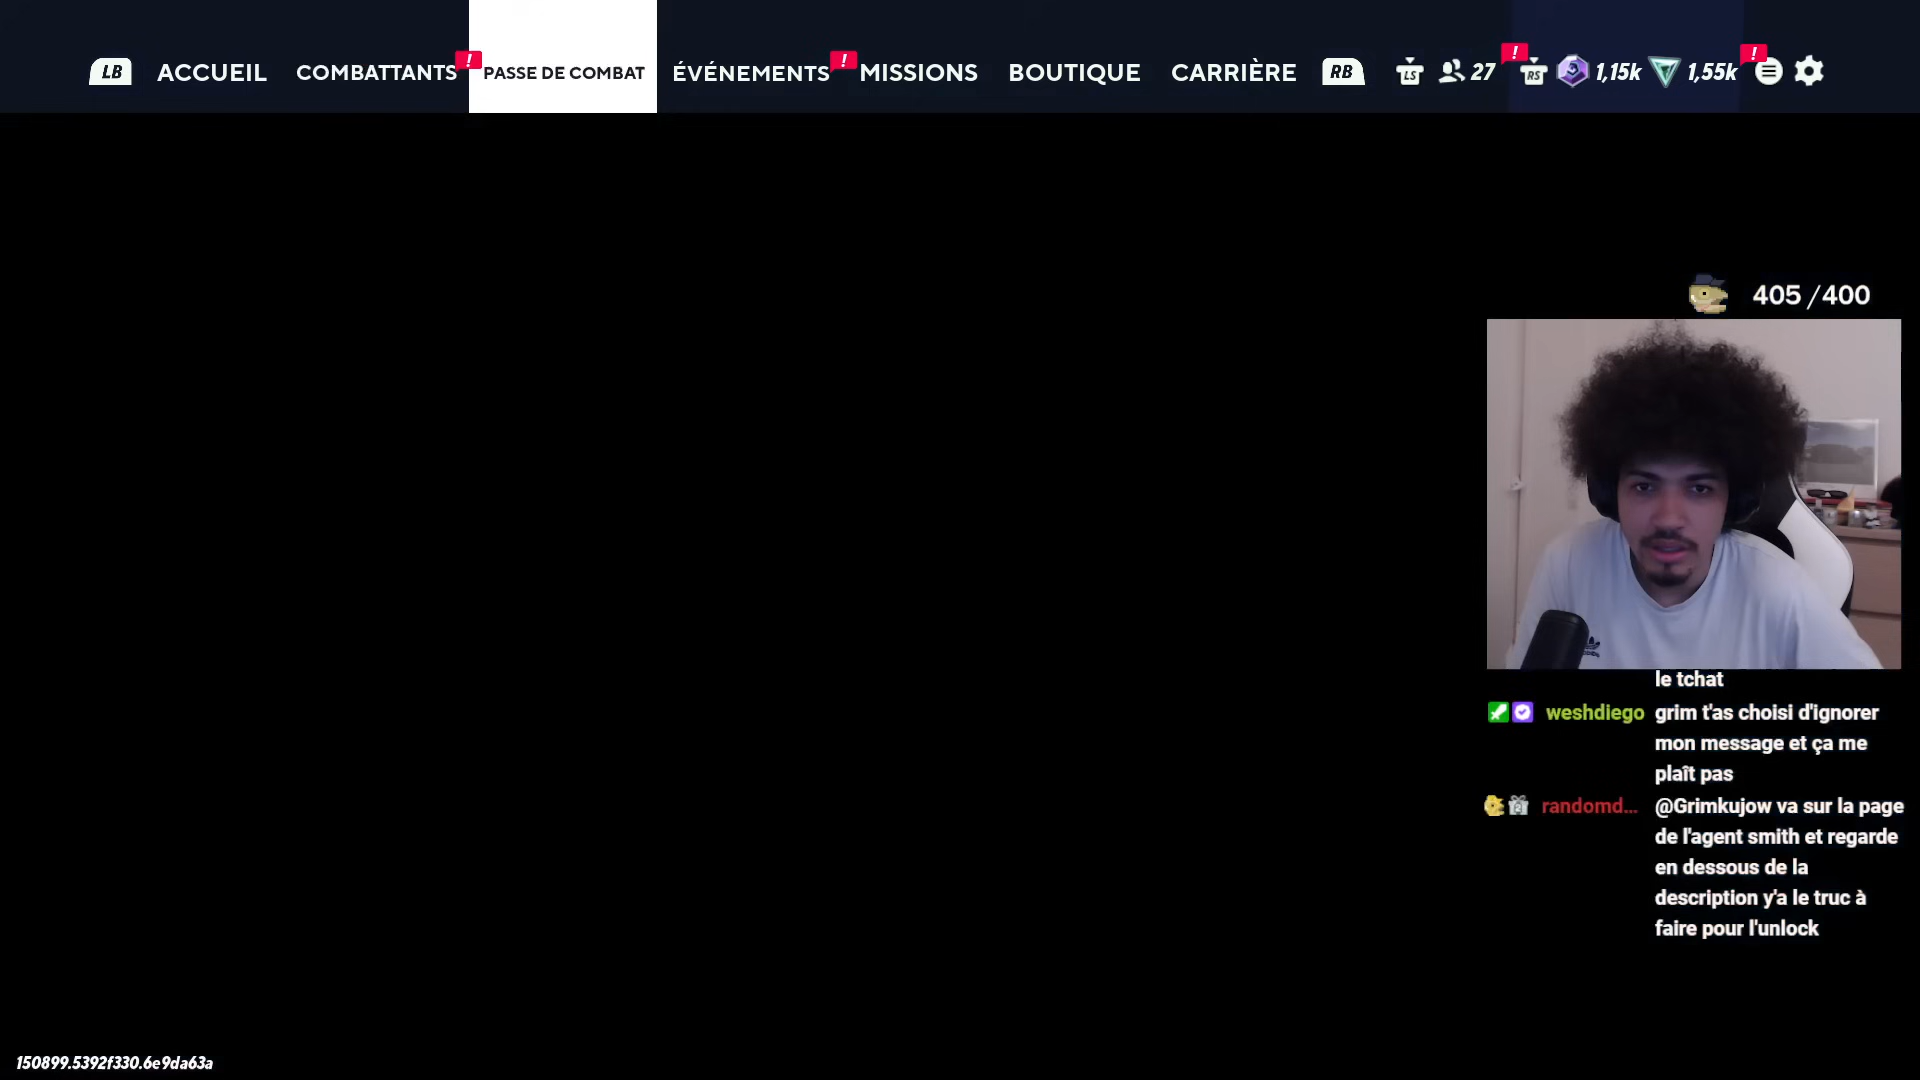 LB ACCUEIL COMBATTANTS ! PASSE DE COMBAT ÉVÉNEMENTS ! MISSIONS BOUTIQUE CARRIÈRE RB LS 27 ! RS 1,15k 1,55k !
405 /400
le tchat
weshdiego grim t'as choisi d'ignorer
mon message et ça me
plaît pas
randomd... @Grimkujow va sur la page
de l'agent smith et regarde
en dessous de la
description y'a le truc à
faire pour l'unlock
150899.5392f330.6e9da63a